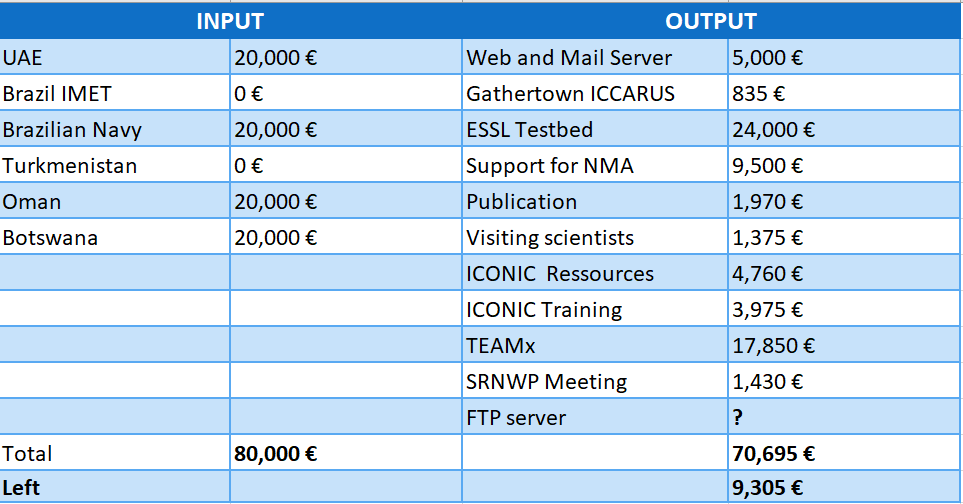 INPUT OUTPUT
UAE 20,000 € Web and Mail Server 5,000 €
Brazil IMET 0 € Gathertown ICCARUS 835 €
Brazilian Navy 20,000 € ESSL Testbed 24,000 €
Turkmenistan 0 € Support for NMA 9,500 €
Oman 20,000 € Publication 1,970 €
Botswana 20,000 € Visiting scientists 1,375 €
ICONIC Ressources 4,760 €
ICONIC Training 3,975 €
TEAMx 17,850 €
SRNWP Meeting 1,430 €
FTP server ?
Total 80,000 € 70,695 €
Left 9,305 €